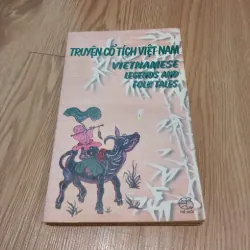 TRUYỆN CỔ TÍCH VIỆT NAM
VIETNAMESE
LEGENDS AND
FOLK TALES